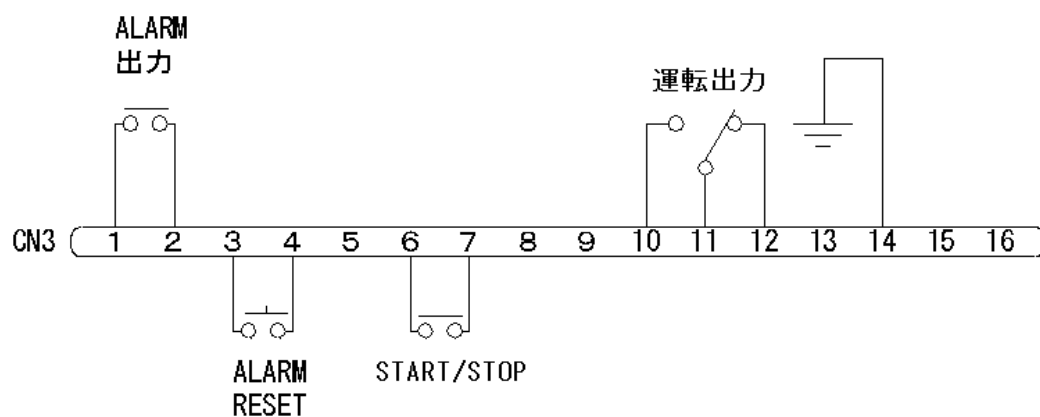 ALARM
出力
運転出力
CN3 1 2 3 4 5 6 7 8 9 10 11 12 13 14 15 16
ALARM
RESET
START/STOP